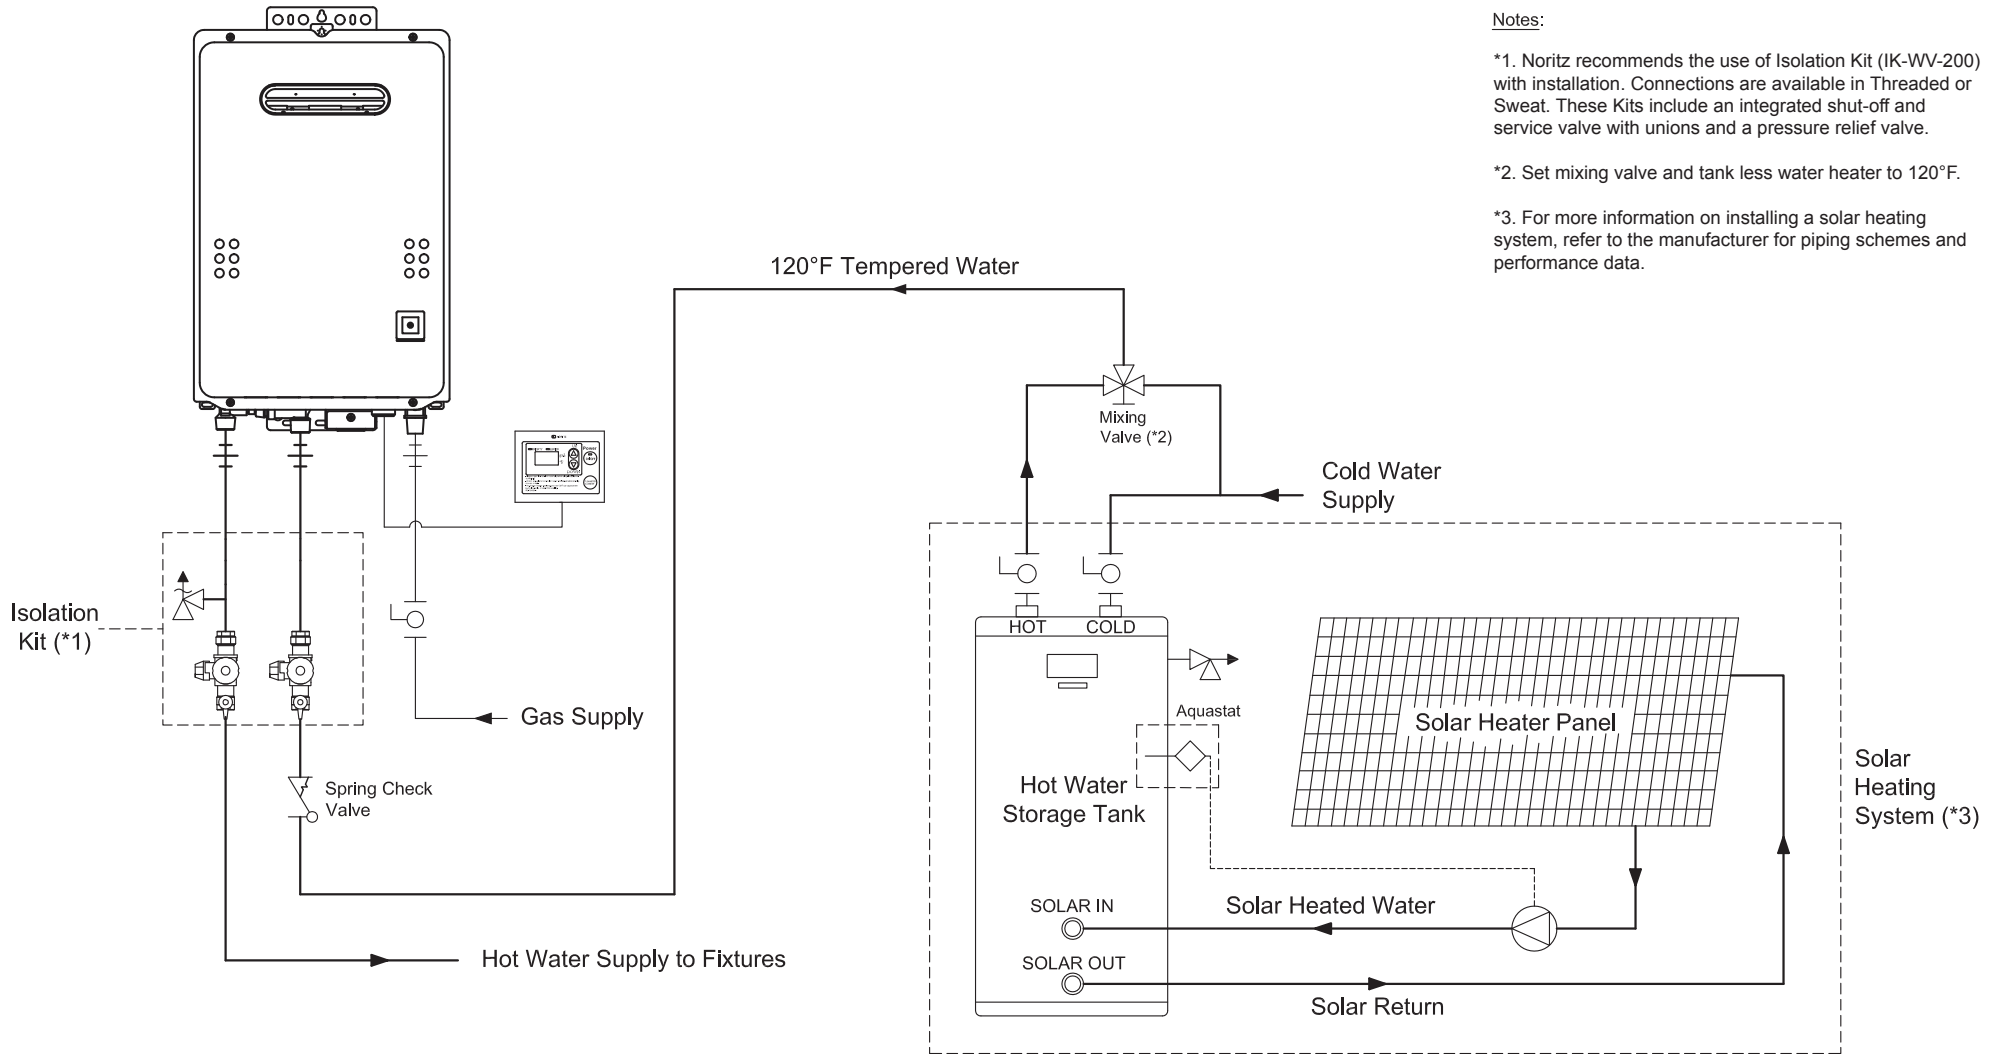 Notes:
*1. Noritz recommends the use of Isolation Kit (IK-WV-200)
with installation. Connections are available in Threaded or
Sweat. These Kits include an integrated shut-off and
service valve with unions and a pressure relief valve.
*2. Set mixing valve and tank less water heater to 120°F.
*3. For more information on installing a solar heating
system, refer to the manufacturer for piping schemes and
performance data.
120°F Tempered Water
Mixing
Valve (*2)
Cold Water
Supply
Power
Isolation
Kit (*1)
HOT
COLD
Gas Supply
Aquastat
Solar Heater Panel
Spring Check
Valve
Hot Water
Storage Tank
Solar
Heating
System (*3)
SOLAR IN
Solar Heated Water
Hot Water Supply to Fixtures
SOLAR OUT
Solar Return